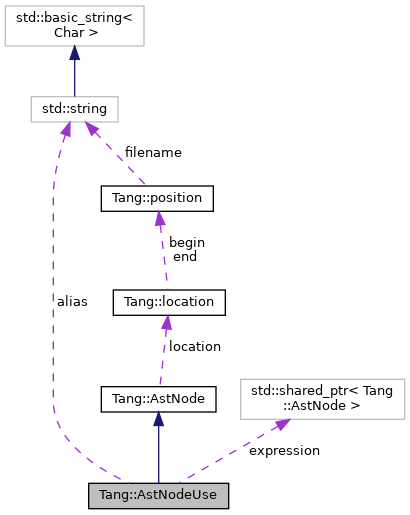 std::basic_string<
Char >
std::string
filename
Tang::position
begin
end
alias
Tang::location
location
Tang::AstNode
std::shared_ptr< Tang
::AstNode >
expression
Tang::AstNodeUse